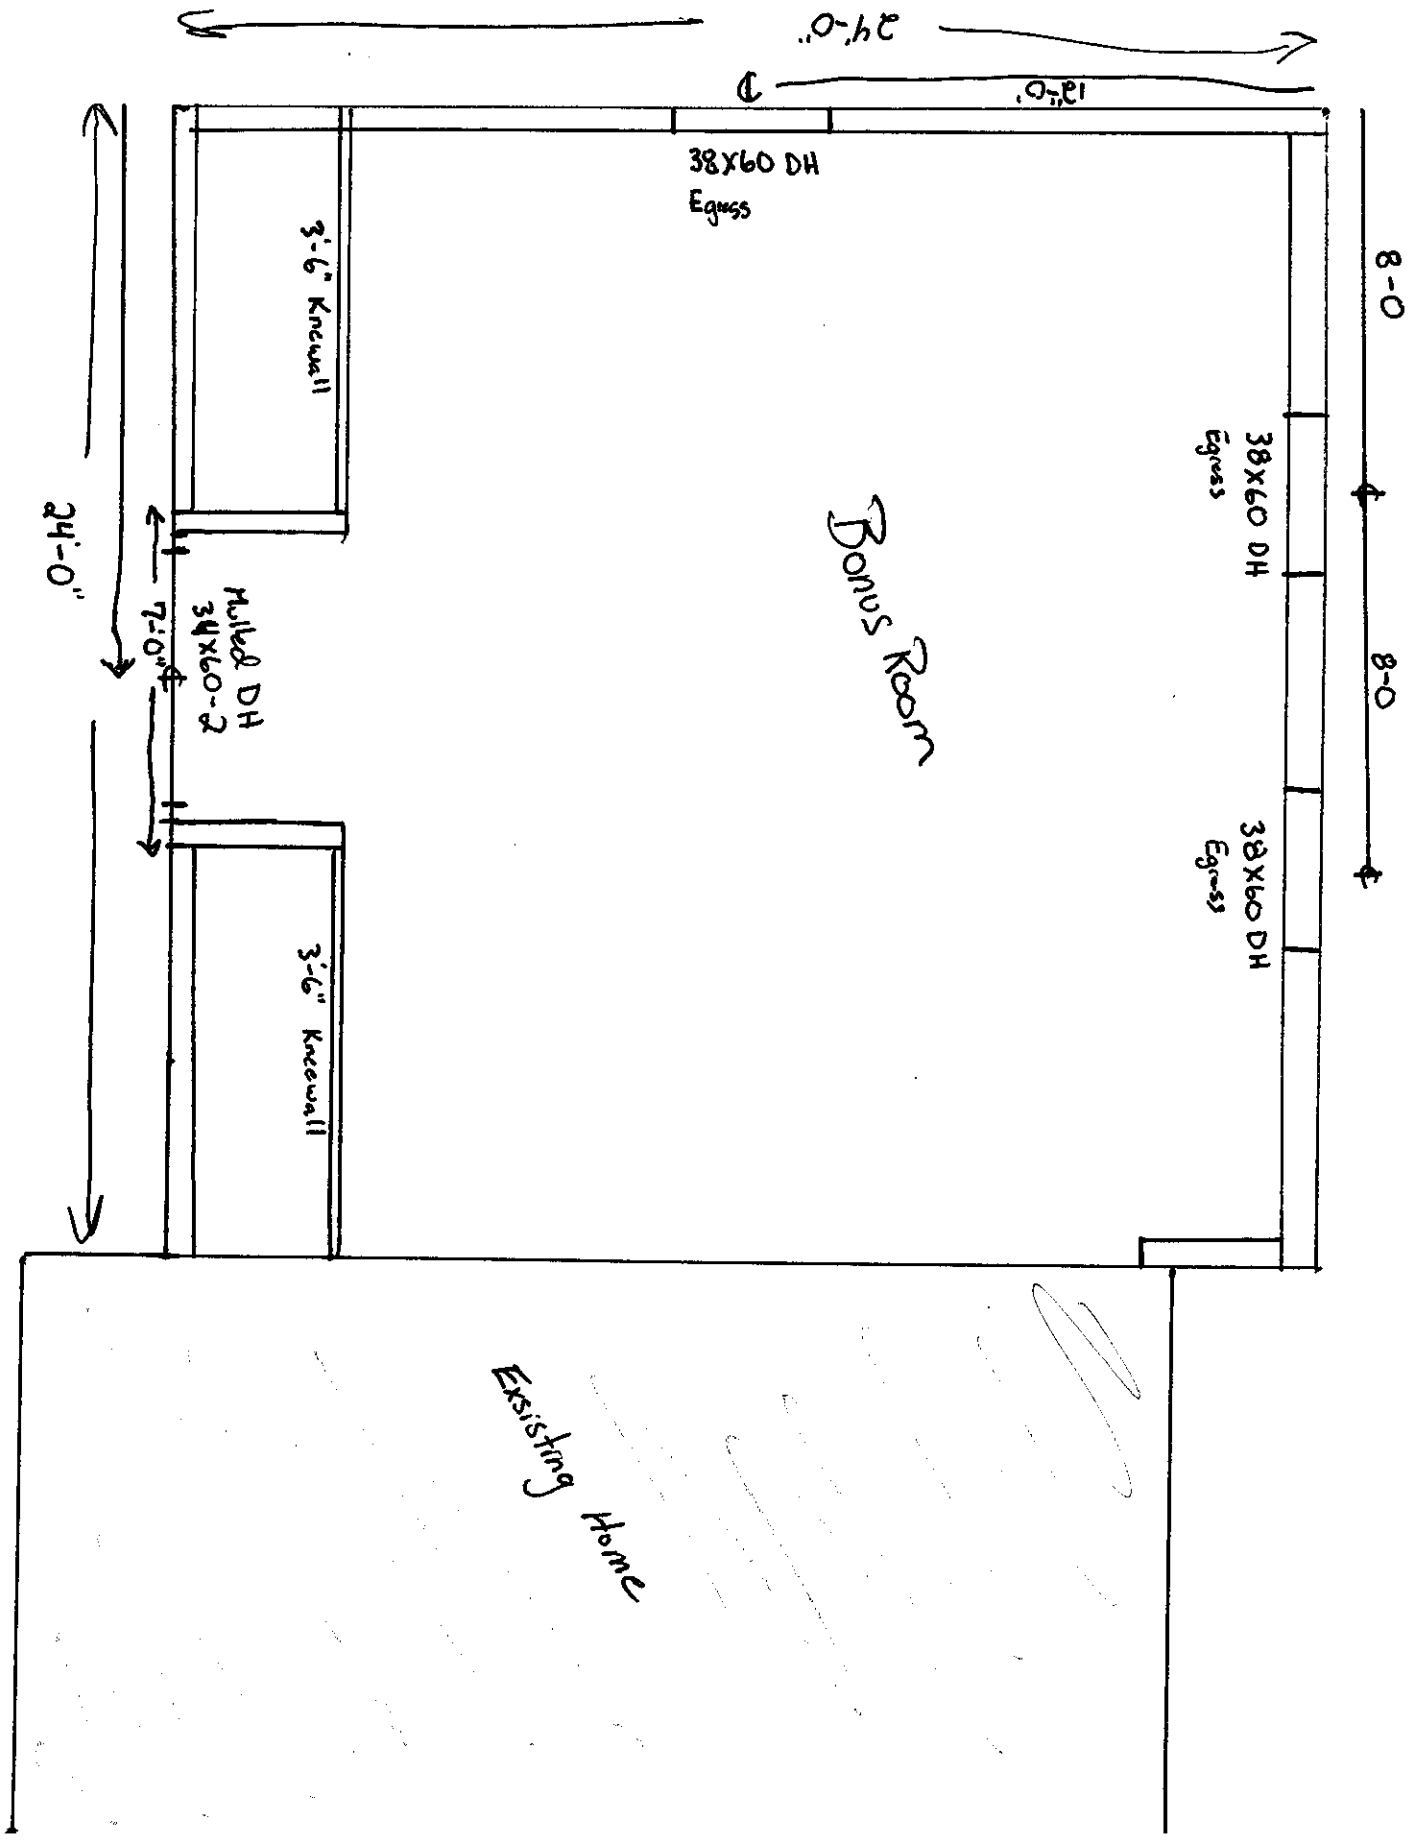 24'-0"
12'-0"
38X60 DH
Egress
8-0
8-0
3'-6" Kneewall
38X60 DH
Egress
24'-0"
7'-0"
Mulled DH
34X60-2
Bonus Room
38X60 DH
Egress
3'-6" Kneewall
Exsisting Home